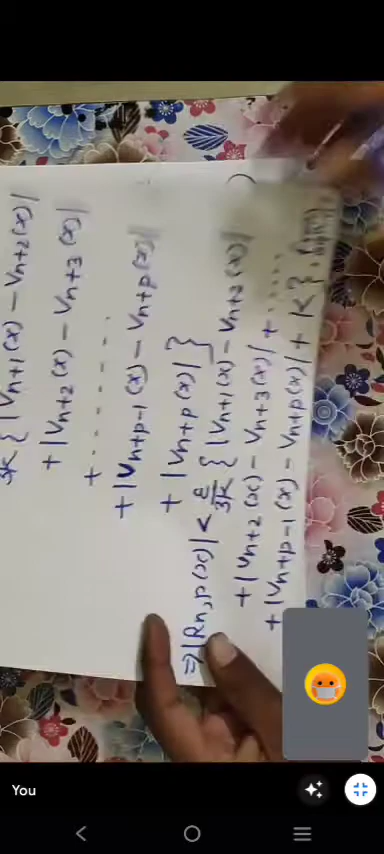 3K { |Vn+1(x) - Vn+2(x)|
+ |Vn+2(x) - Vn+3(x)|
+ ........
+ |Vn+p-1(x) - Vn+p(x)|
+ |Vn+p(x)| }
⇒ |Rn,p(x)| < ε/3K { |Vn+1(x) - Vn+2(x)|
+ |Vn+2(x) - Vn+3(x)| + ......
+ |Vn+p-1(x) - Vn+p(x)| + K }
You